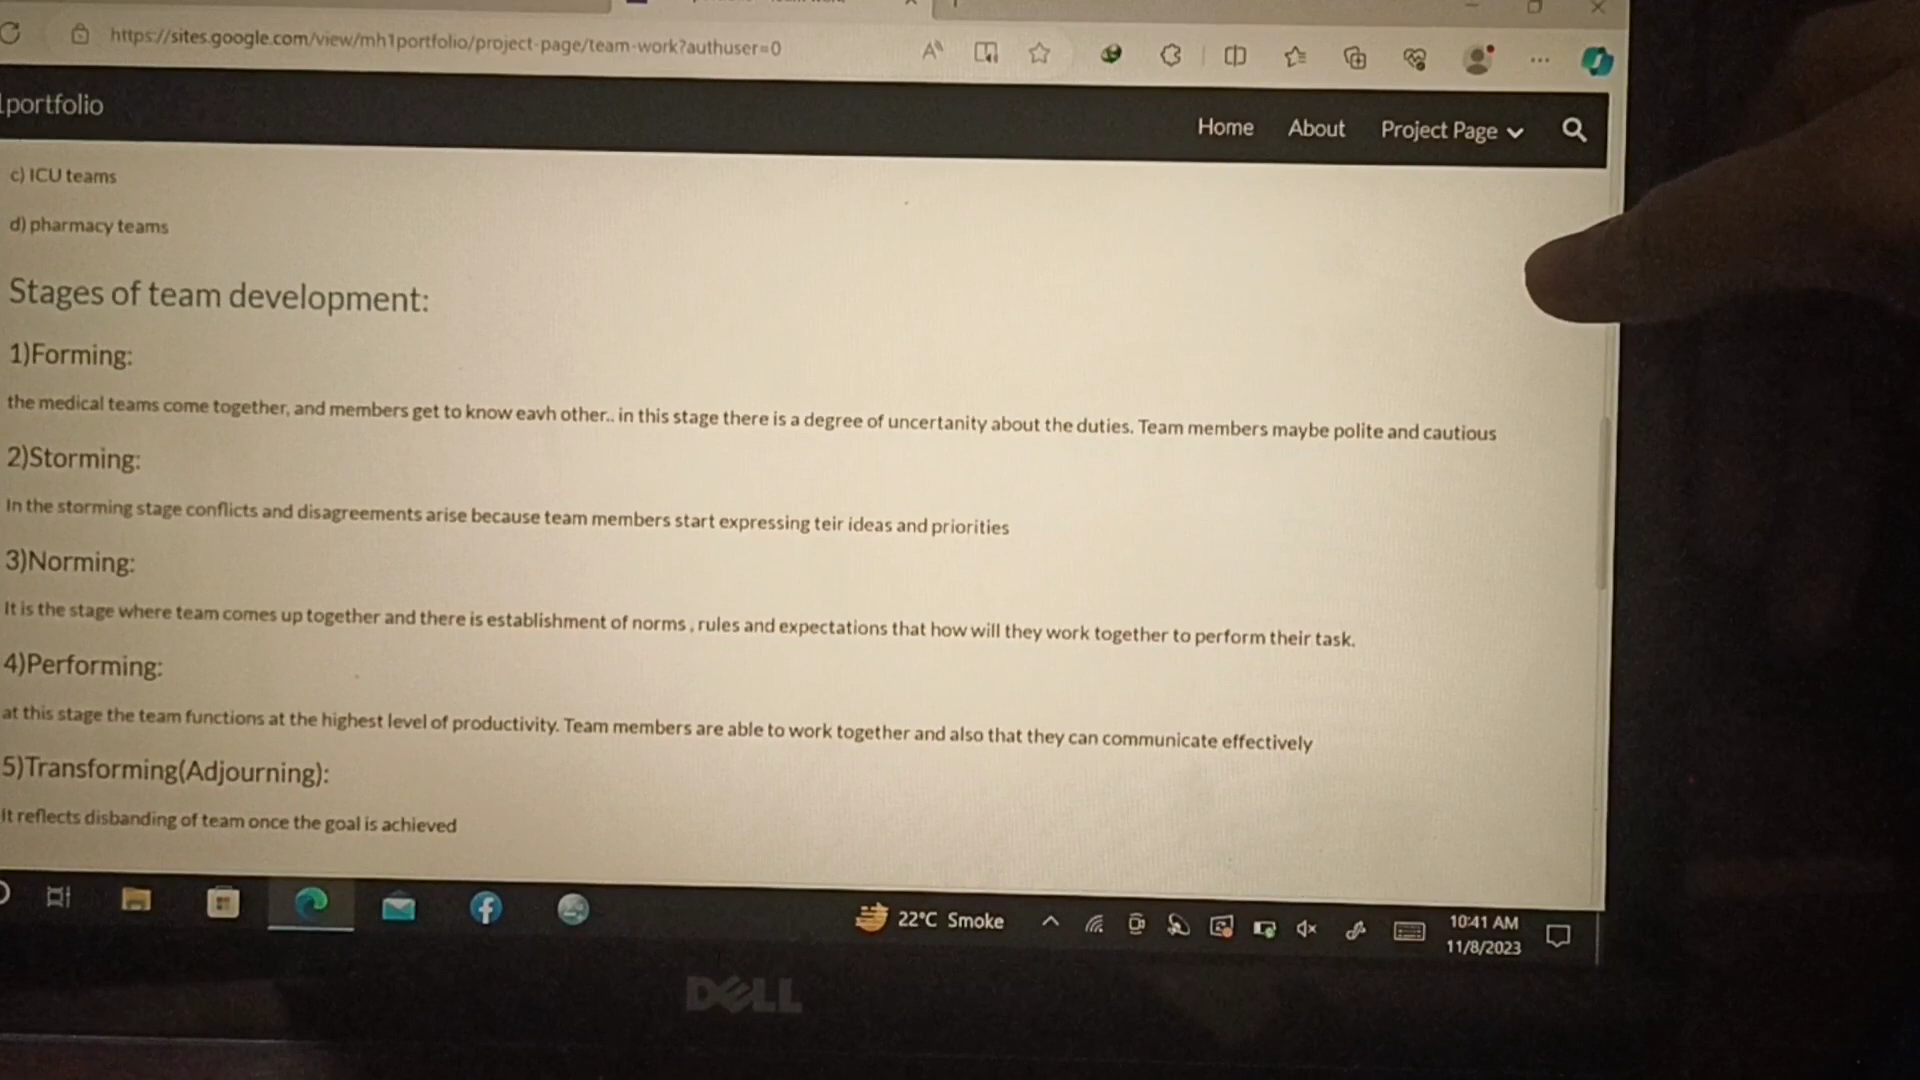 https://sites.google.com/view/mh1portfolio/project-page/team-work?authuser=0
1portfolio
Home About Project Page
c) ICU teams
d) pharmacy teams
Stages of team development:
1)Forming:
the medical teams come together, and members get to know eavh other.. in this stage there is a degree of uncertanity about the duties. Team members maybe polite and cautious
2)Storming:
In the storming stage conflicts and disagreements arise because team members start expressing teir ideas and priorities
3)Norming:
It is the stage where team comes up together and there is establishment of norms , rules and expectations that how will they work together to perform their task.
4)Performing:
at this stage the team functions at the highest level of productivity. Team members are able to work together and also that they can communicate effectively
5)Transforming(Adjourning):
It reflects disbanding of team once the goal is achieved
22°C Smoke
10:41 AM
11/8/2023
DELL